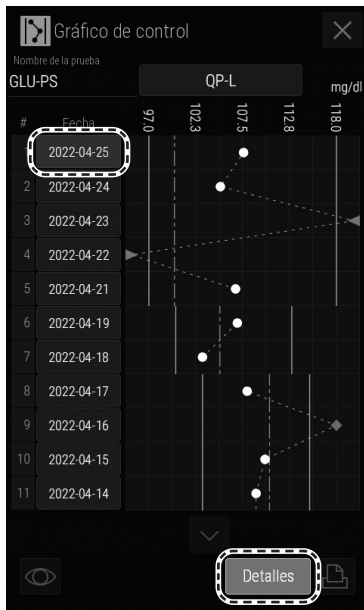 Gráfico de control
Nombre de la prueba
GLU-PS QP-L mg/dl
# Fecha 97.0 102.3 107.5 112.8 118.0
1 2022-04-25
2 2022-04-24
3 2022-04-23
4 2022-04-22
5 2022-04-21
6 2022-04-19
7 2022-04-18
8 2022-04-17
9 2022-04-16
10 2022-04-15
11 2022-04-14
Detalles